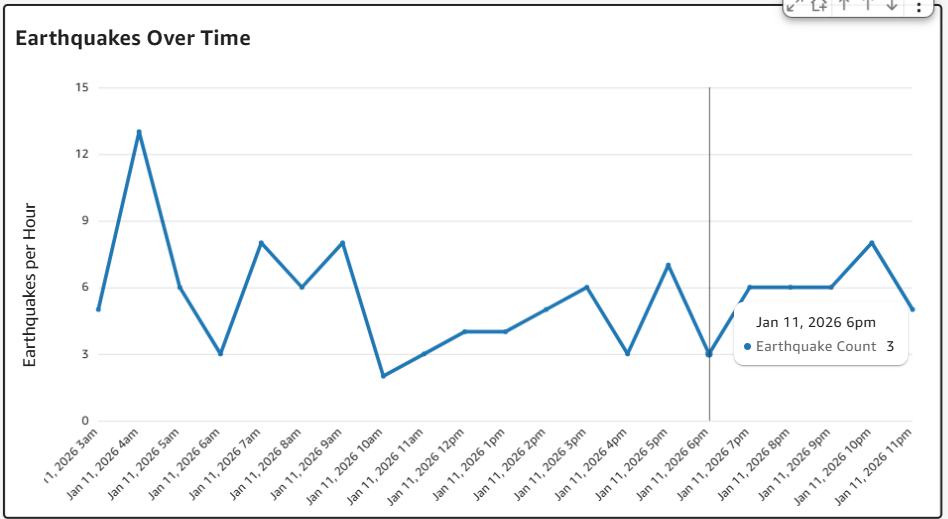 Earthquakes Over Time
Earthquakes per Hour
15
12
9
6
3
0
Jan 11, 2026 6pm
Earthquake Count 3
11, 2026 3am
Jan 11, 2026 4am
Jan 11, 2026 5am
Jan 11, 2026 6am
Jan 11, 2026 7am
Jan 11, 2026 8am
Jan 11, 2026 9am
Jan 11, 2026 10am
Jan 11, 2026 11am
Jan 11, 2026 12pm
Jan 11, 2026 1pm
Jan 11, 2026 2pm
Jan 11, 2026 3pm
Jan 11, 2026 4pm
Jan 11, 2026 5pm
Jan 11, 2026 6pm
Jan 11, 2026 7pm
Jan 11, 2026 8pm
Jan 11, 2026 9pm
Jan 11, 2026 10pm
Jan 11, 2026 11pm